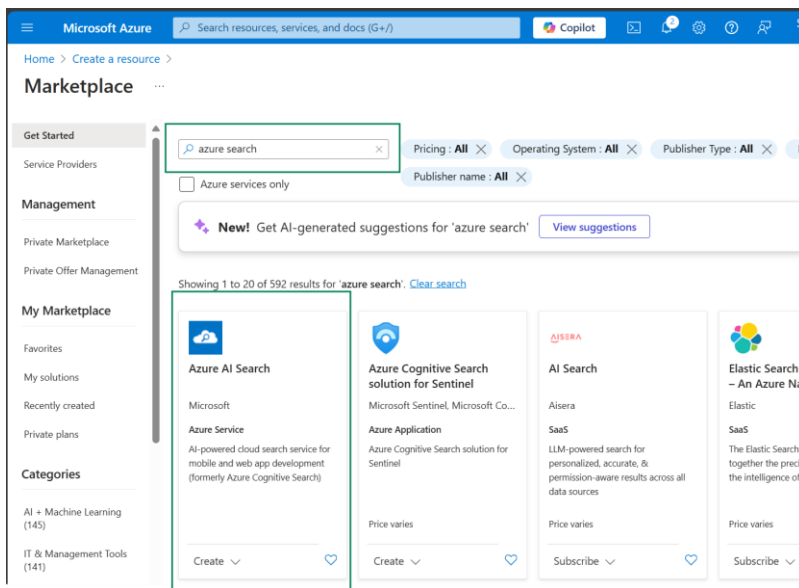 Microsoft Azure
Search resources, services, and docs (G+/)
Copilot
2
Home > Create a resource >
Marketplace ...
Get Started
Service Providers
Management
Private Marketplace
Private Offer Management
My Marketplace
Favorites
My solutions
Recently created
Private plans
Categories
AI + Machine Learning
(145)
IT & Management Tools
(141)
azure search
Pricing : All
Operating System : All
Publisher Type : All
Azure services only
Publisher name : All
New! Get AI-generated suggestions for 'azure search'
View suggestions
Showing 1 to 20 of 592 results for 'azure search'. Clear search
Azure AI Search
Microsoft
Azure Service
AI-powered cloud search service for
mobile and web app development
(formerly Azure Cognitive Search)
Create
Azure Cognitive Search
solution for Sentinel
Microsoft Sentinel, Microsoft Co...
Azure Application
Azure Cognitive Search solution for
Sentinel
Price varies
Create
AISERA
AI Search
Aisera
SaaS
LLM-powered search for
personalized, accurate, &
permission-aware results across all
data sources
Price varies
Subscribe
Elastic Search
– An Azure Na
Elastic
SaaS
The Elastic Search
together the preci
the intelligence of
Price varies
Subscribe